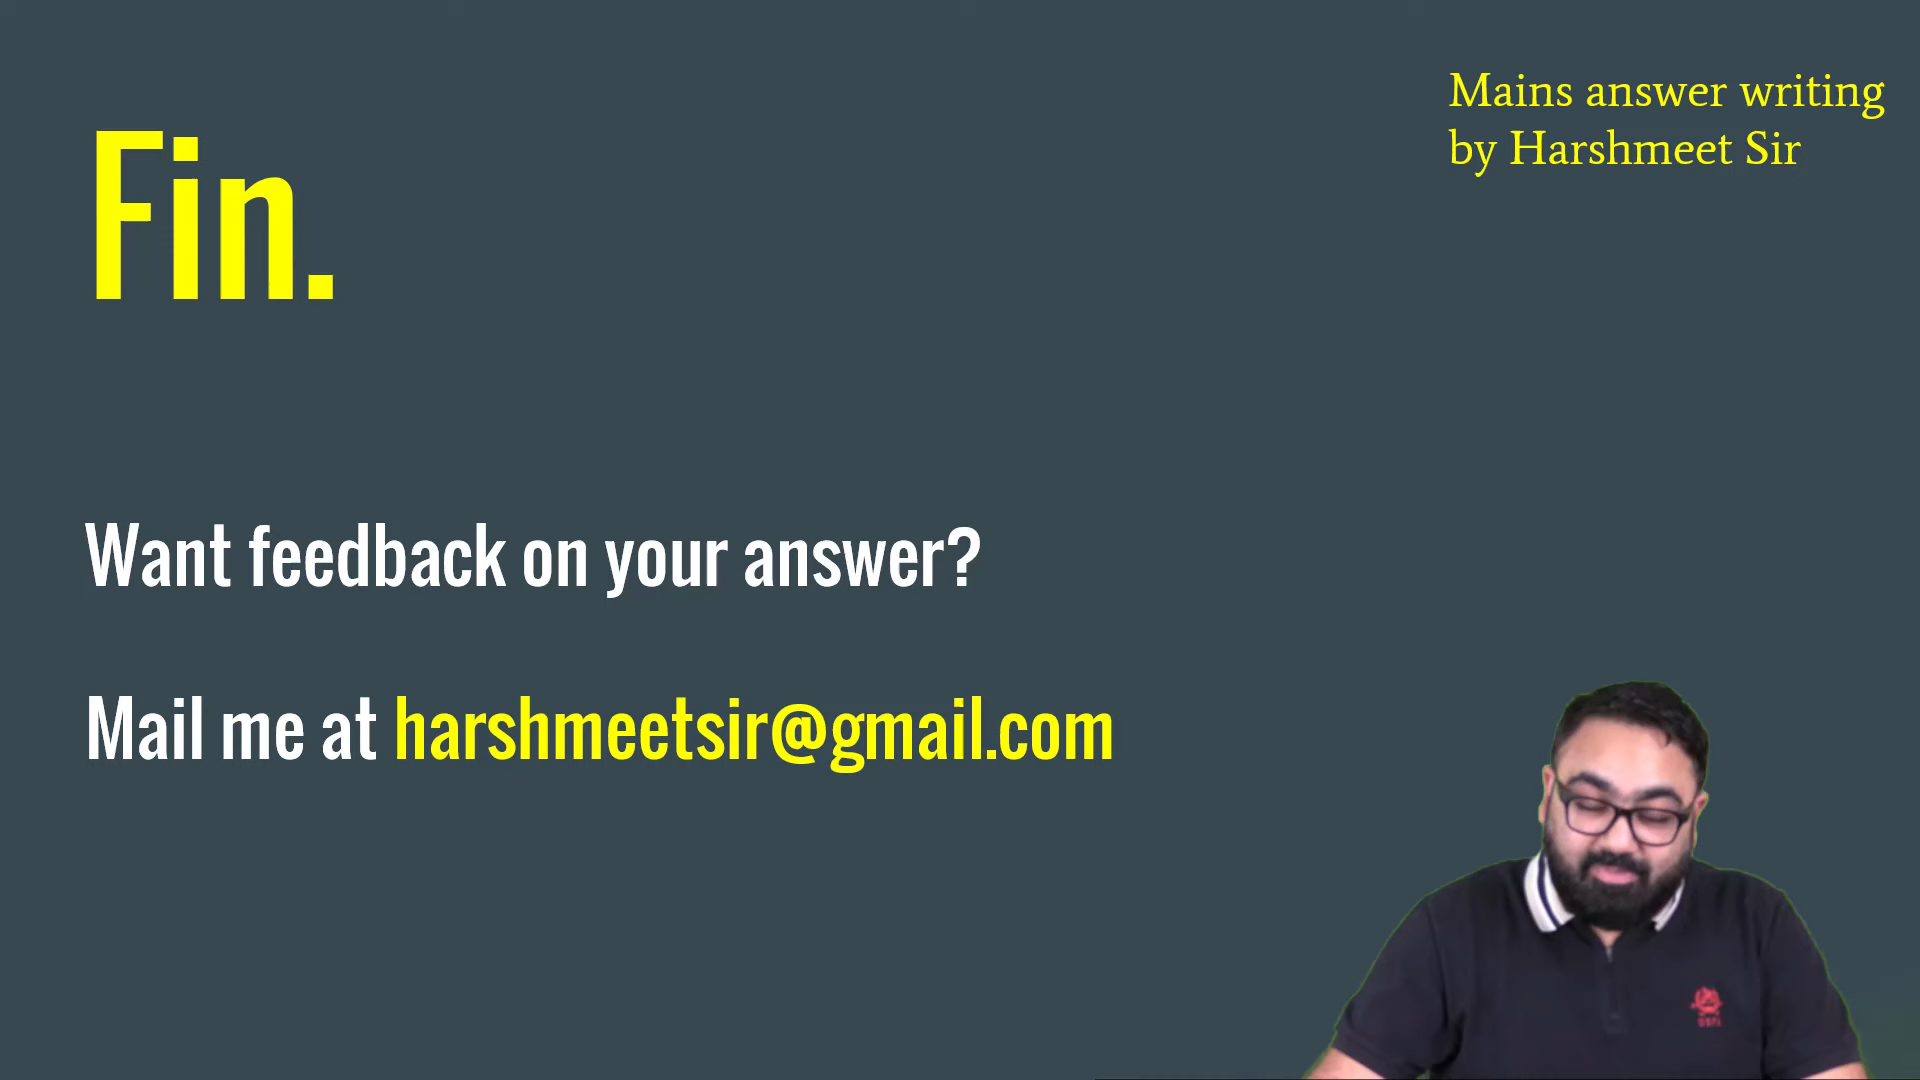 Mains answer writing
by Harshmeet Sir
Fin.
Want feedback on your answer?
Mail me at harshmeetsir@gmail.com